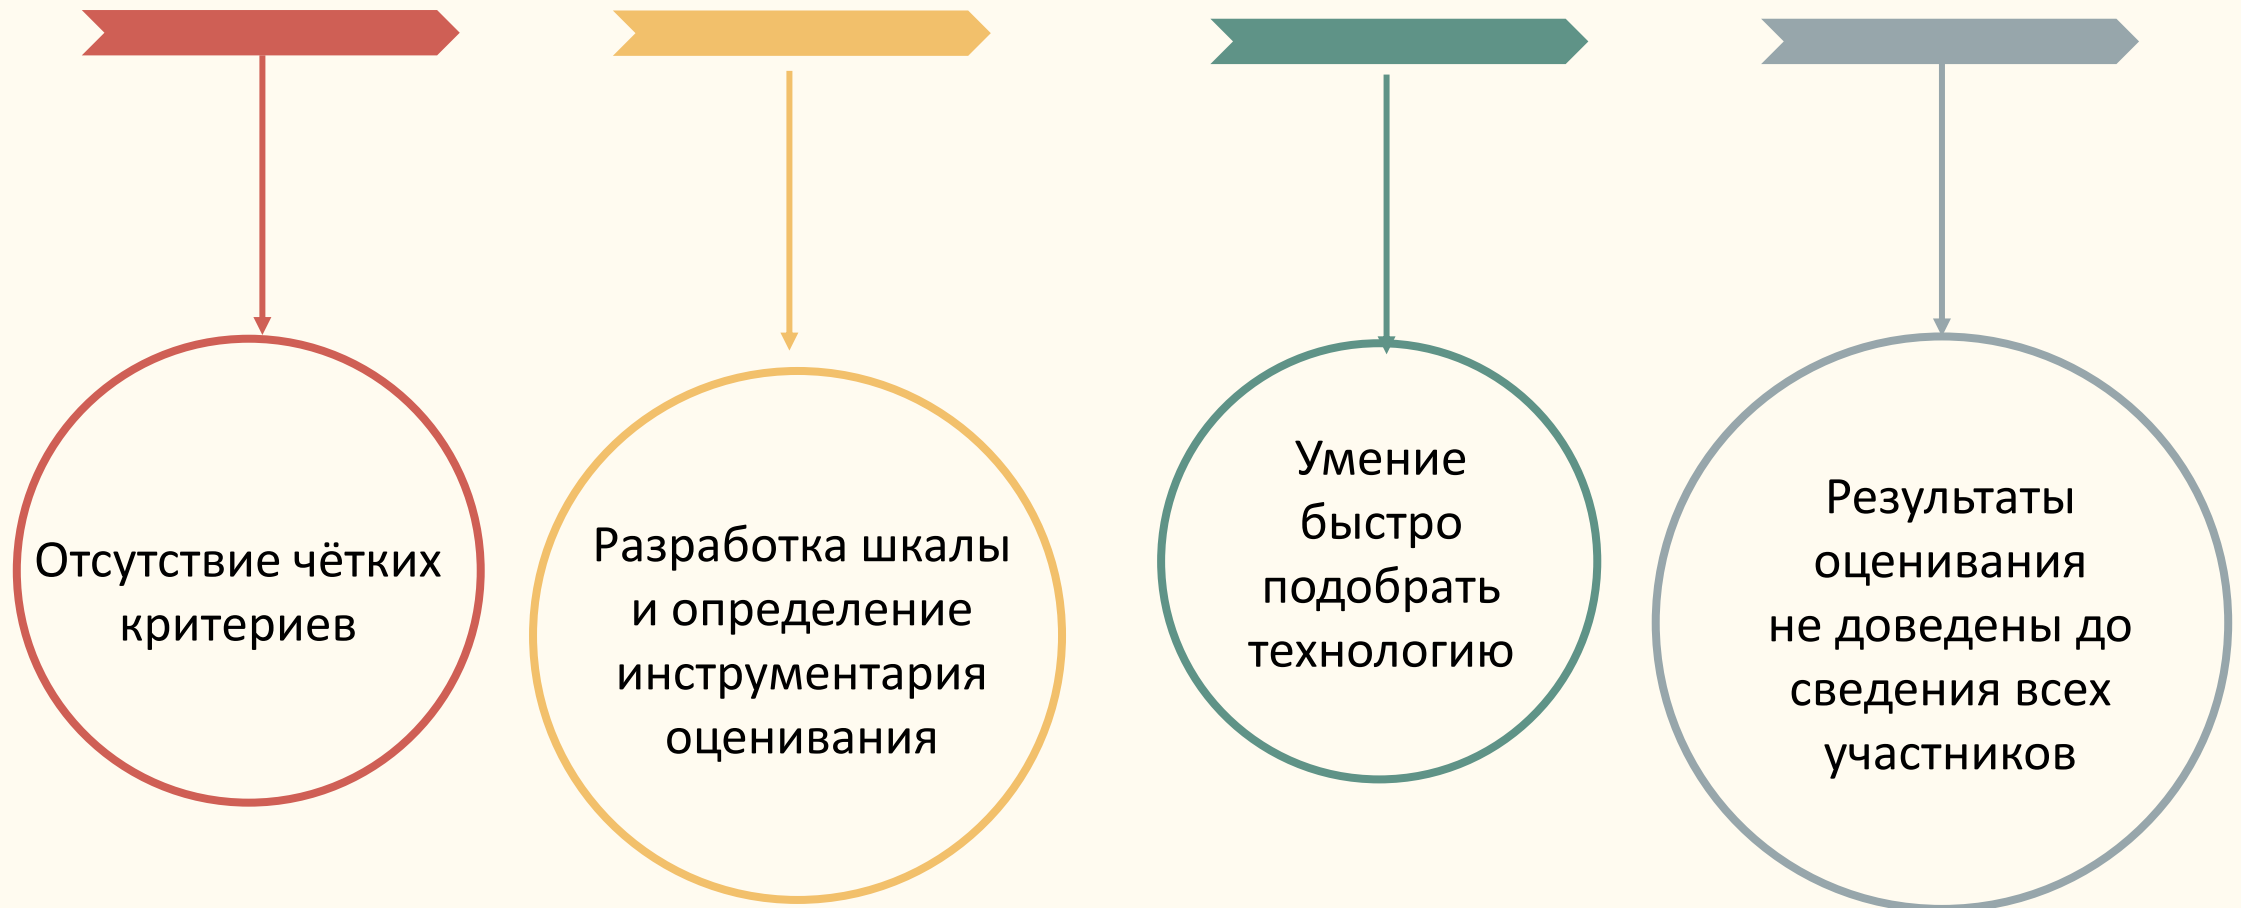 Отсутствие чётких
критериев
Разработка шкалы
и определение
инструментария
оценивания
Умение
быстро
подобрать
технологию
Результаты
оценивания
не доведены до
сведения всех
участников